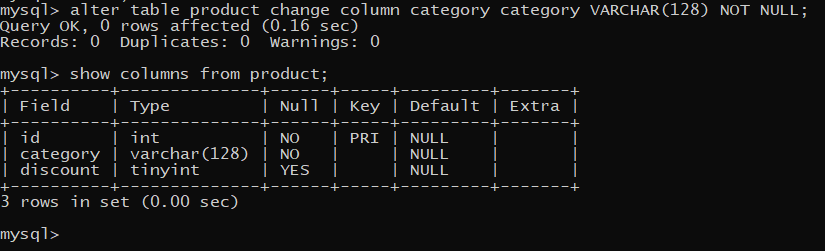 mysql> alter table product change column category category VARCHAR(128) NOT NULL;
Query OK, 0 rows affected (0.16 sec)
Records: 0  Duplicates: 0  Warnings: 0

mysql> show columns from product;
+----------+--------------+------+-----+---------+-------+
| Field    | Type         | Null | Key | Default | Extra |
+----------+--------------+------+-----+---------+-------+
| id       | int          | NO   | PRI | NULL    |       |
| category | varchar(128) | NO   |     | NULL    |       |
| discount | tinyint      | YES  |     | NULL    |       |
+----------+--------------+------+-----+---------+-------+
3 rows in set (0.00 sec)

mysql>